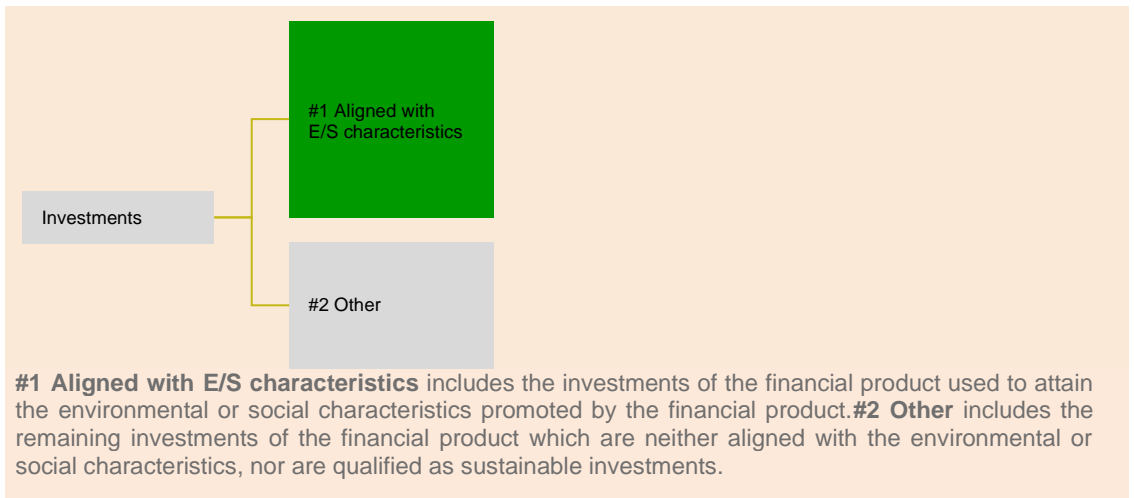 #1 Aligned with
E/S characteristics
Investments
#2 Other
#1 Aligned with E/S characteristics includes the investments of the financial product used to attain
the environmental or social characteristics promoted by the financial product.#2 Other includes the
remaining investments of the financial product which are neither aligned with the environmental or
social characteristics, nor are qualified as sustainable investments.